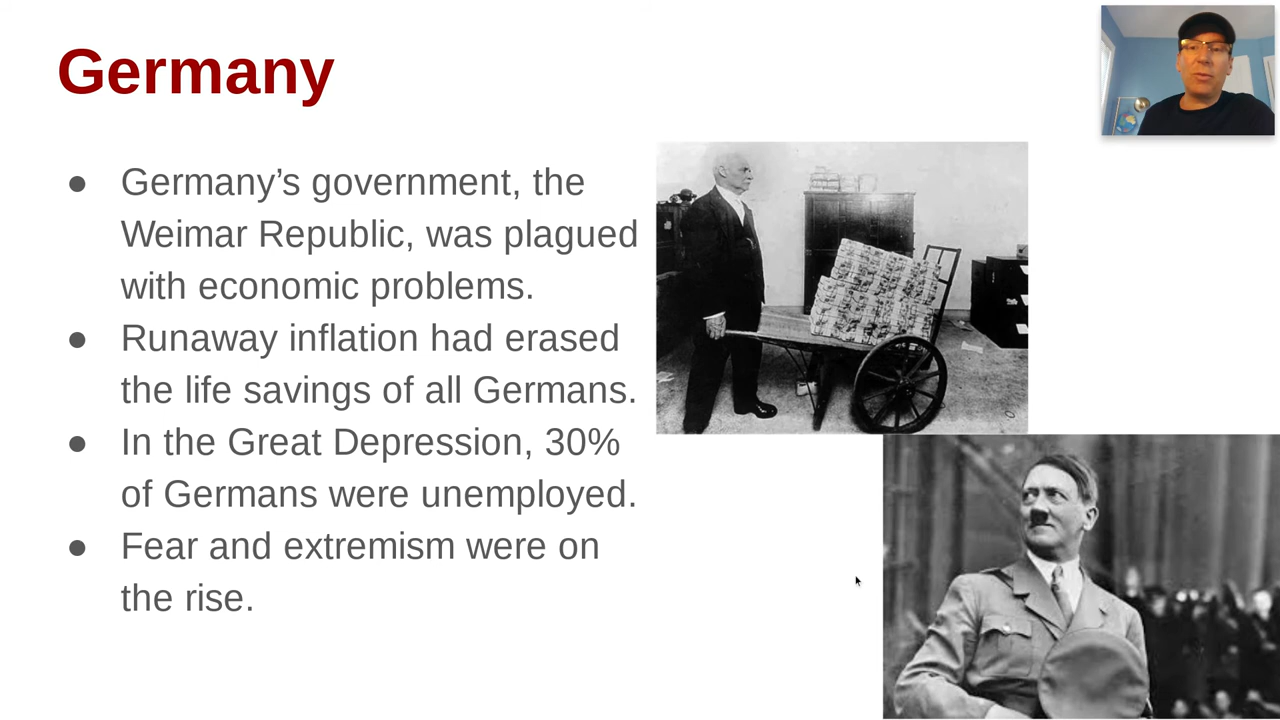 Germany
● Germany’s government, the
Weimar Republic, was plagued
with economic problems.
● Runaway inflation had erased
the life savings of all Germans.
● In the Great Depression, 30%
of Germans were unemployed.
● Fear and extremism were on
the rise.